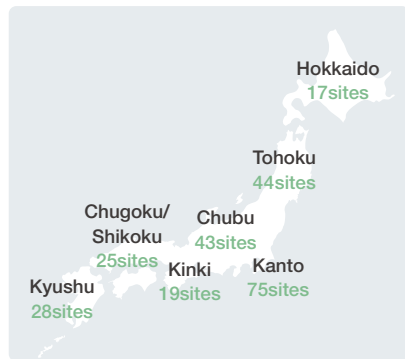 Hokkaido
17sites
Tohoku
44sites
Chugoku/
Shikoku
25sites
Chubu
43sites
Kinki
19sites
Kanto
75sites
Kyushu
28sites